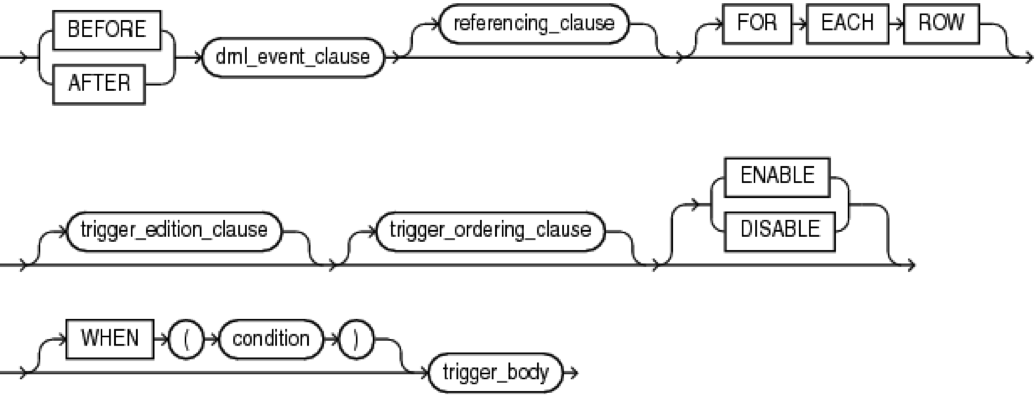 BEFORE
AFTER
dml_event_clause
referencing_clause
FOR EACH ROW
trigger_edition_clause
trigger_ordering_clause
ENABLE
DISABLE
WHEN ( condition )
trigger_body